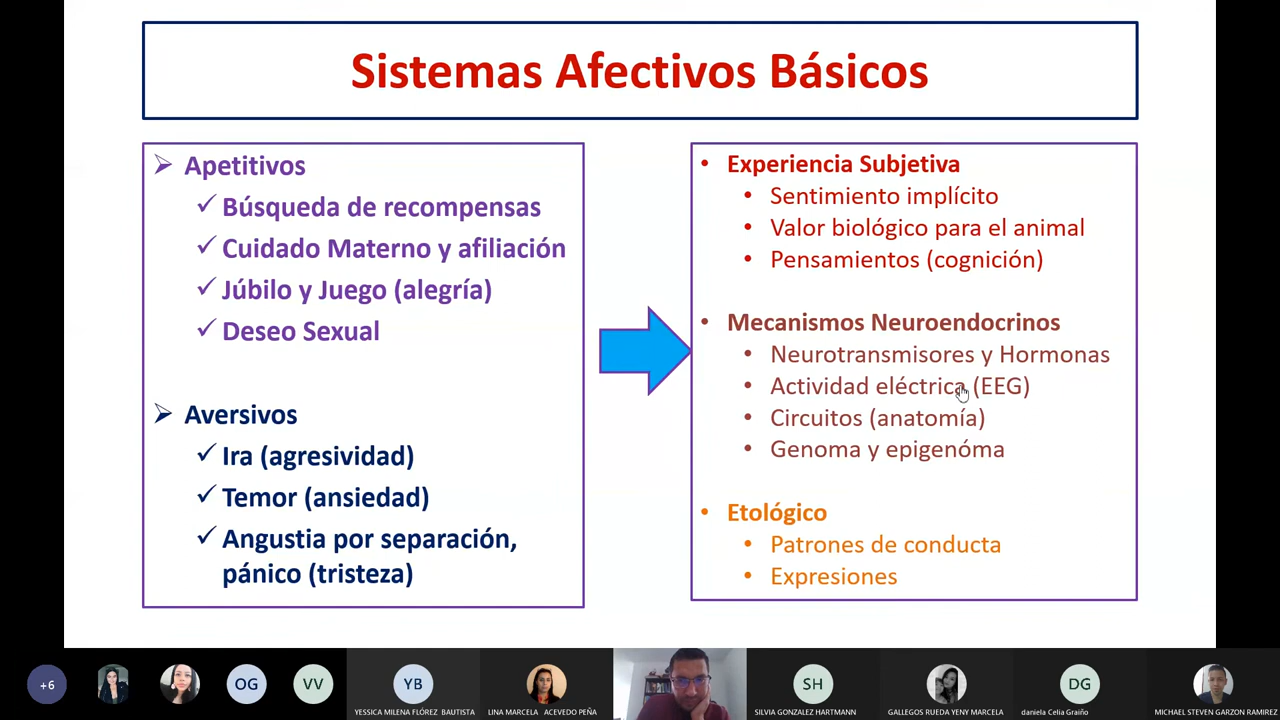 Sistemas Afectivos Básicos
Apetitivos
Búsqueda de recompensas
Cuidado Materno y afiliación
Júbilo y Juego (alegría)
Deseo Sexual
Aversivos
Ira (agresividad)
Temor (ansiedad)
Angustia por separación,
pánico (tristeza)
Experiencia Subjetiva
Sentimiento implícito
Valor biológico para el animal
Pensamientos (cognición)
Mecanismos Neuroendocrinos
Neurotransmisores y Hormonas
Actividad eléctrica (EEG)
Circuitos (anatomía)
Genoma y epigenóma
Etológico
Patrones de conducta
Expresiones
+6
OG
VV
YB
YESSICA MILENA FLÓREZ BAUTISTA
LINA MARCELA ACEVEDO PEÑA
SH
SILVIA GONZALEZ HARTMANN
GALLEGOS RUEDA YENY MARCELA
DG
daniela Celia Graiño
MICHAEL STEVEN GARZON RAMIREZ